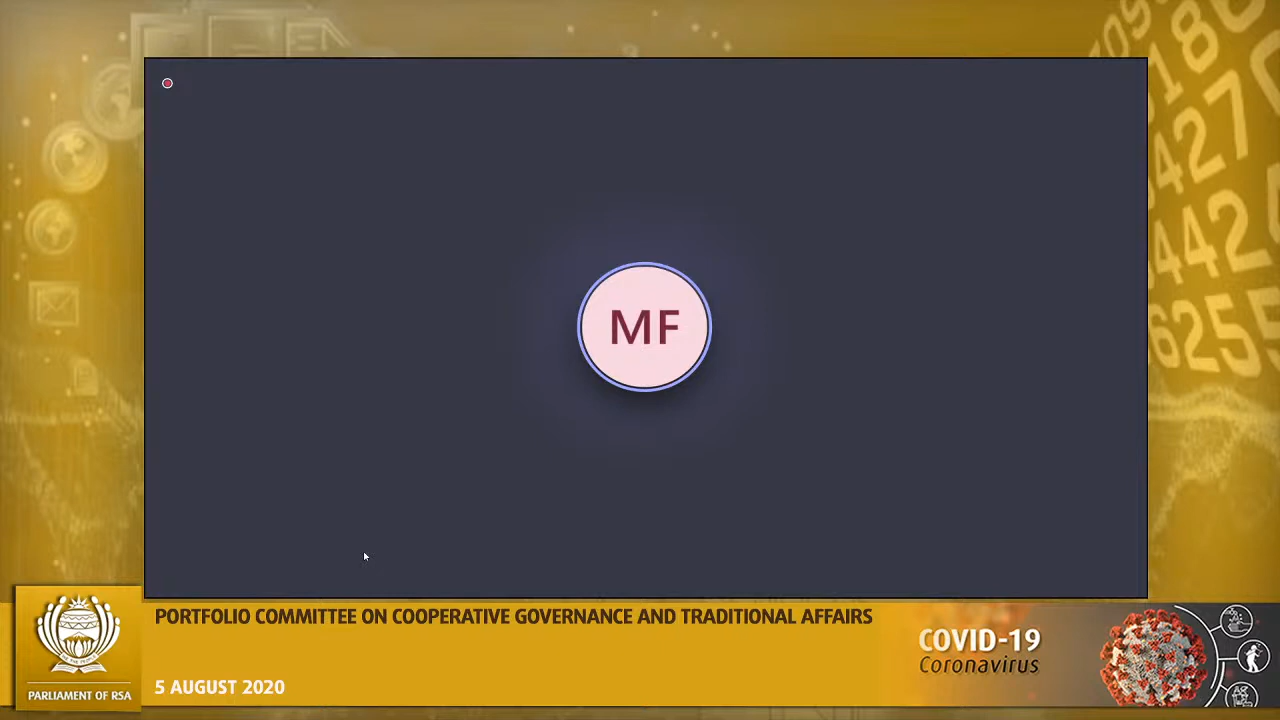 MF
PORTFOLIO COMMITTEE ON COOPERATIVE GOVERNANCE AND TRADITIONAL AFFAIRS
COVID-19
Coronavirus
PARLIAMENT OF RSA
5 AUGUST 2020